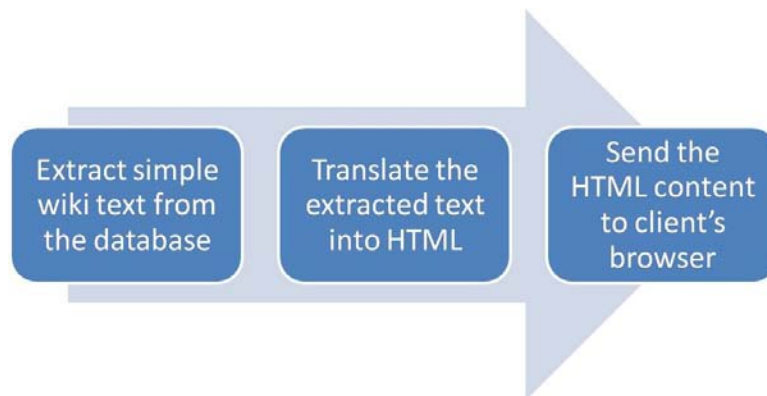 Extract simple
wiki text from
the database
Translate the
extracted text
into HTML
Send the
HTML content
to client's
browser